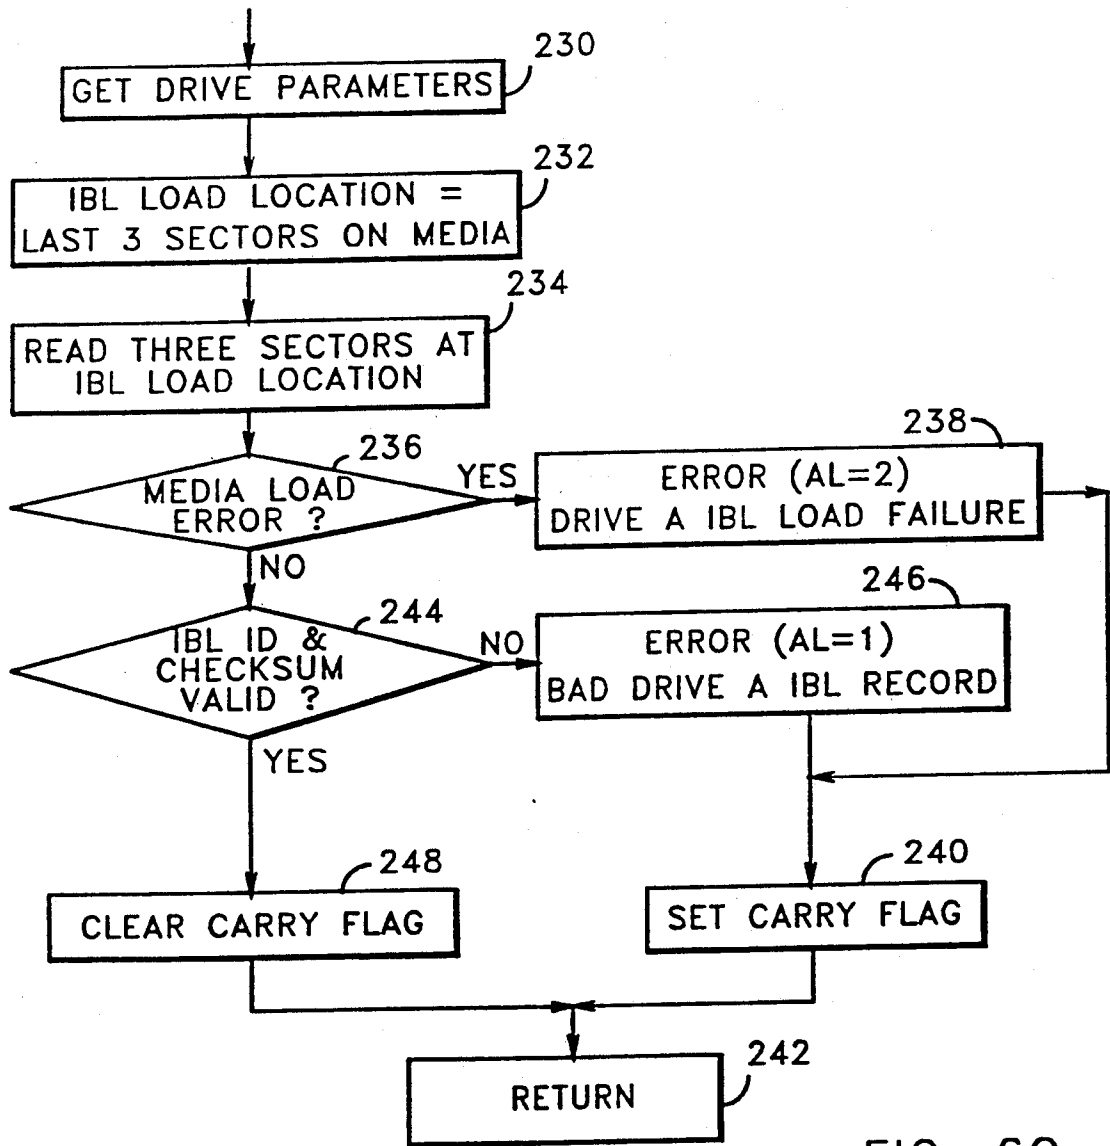 230
GET DRIVE PARAMETERS
232
IBL LOAD LOCATION =
LAST 3 SECTORS ON MEDIA
234
READ THREE SECTORS AT
IBL LOAD LOCATION
236
MEDIA LOAD
ERROR ?
YES
238
ERROR (AL=2)
DRIVE A IBL LOAD FAILURE
NO
244
IBL ID &
CHECKSUM
VALID ?
NO
246
ERROR (AL=1)
BAD DRIVE A IBL RECORD
YES
248
CLEAR CARRY FLAG
240
SET CARRY FLAG
242
RETURN